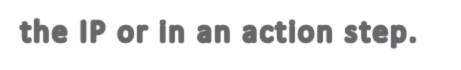 the IP or in an action step.